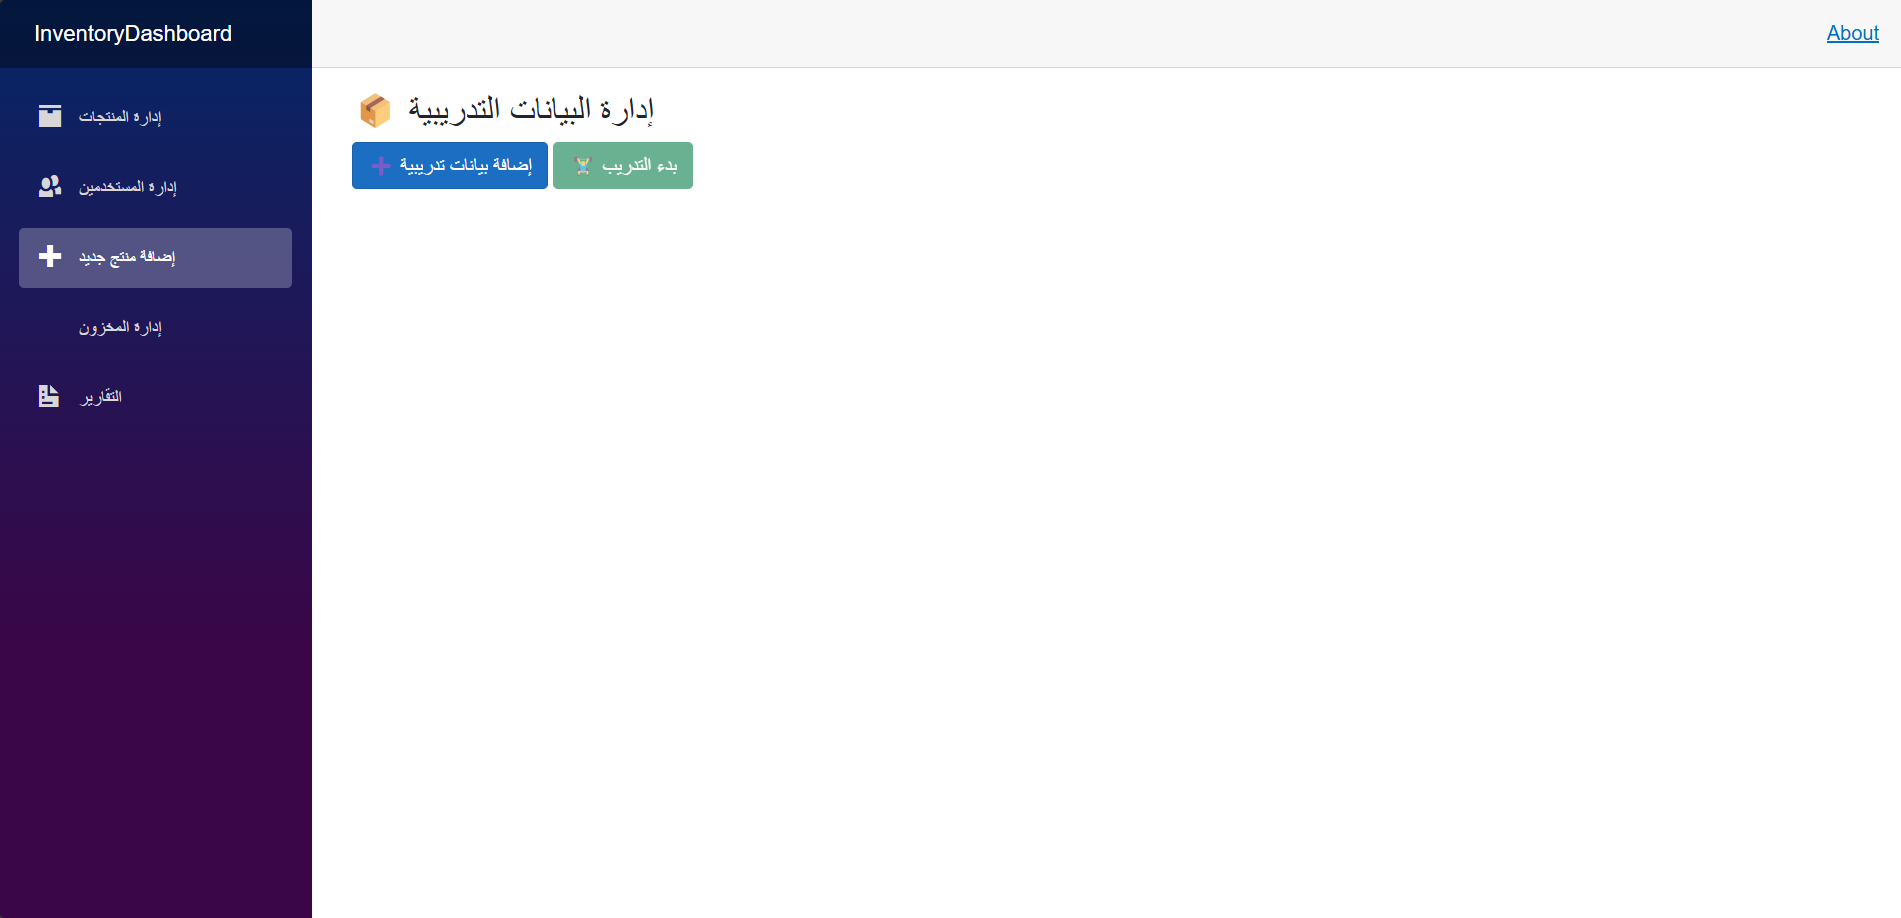 InventoryDashboard
About
إدارة المنتجات
إدارة المستخدمين
إضافة منتج جديد
إدارة المخزون
التقارير
إدارة البيانات التدريبية
إضافة بيانات تدريبية
بدء التدريب